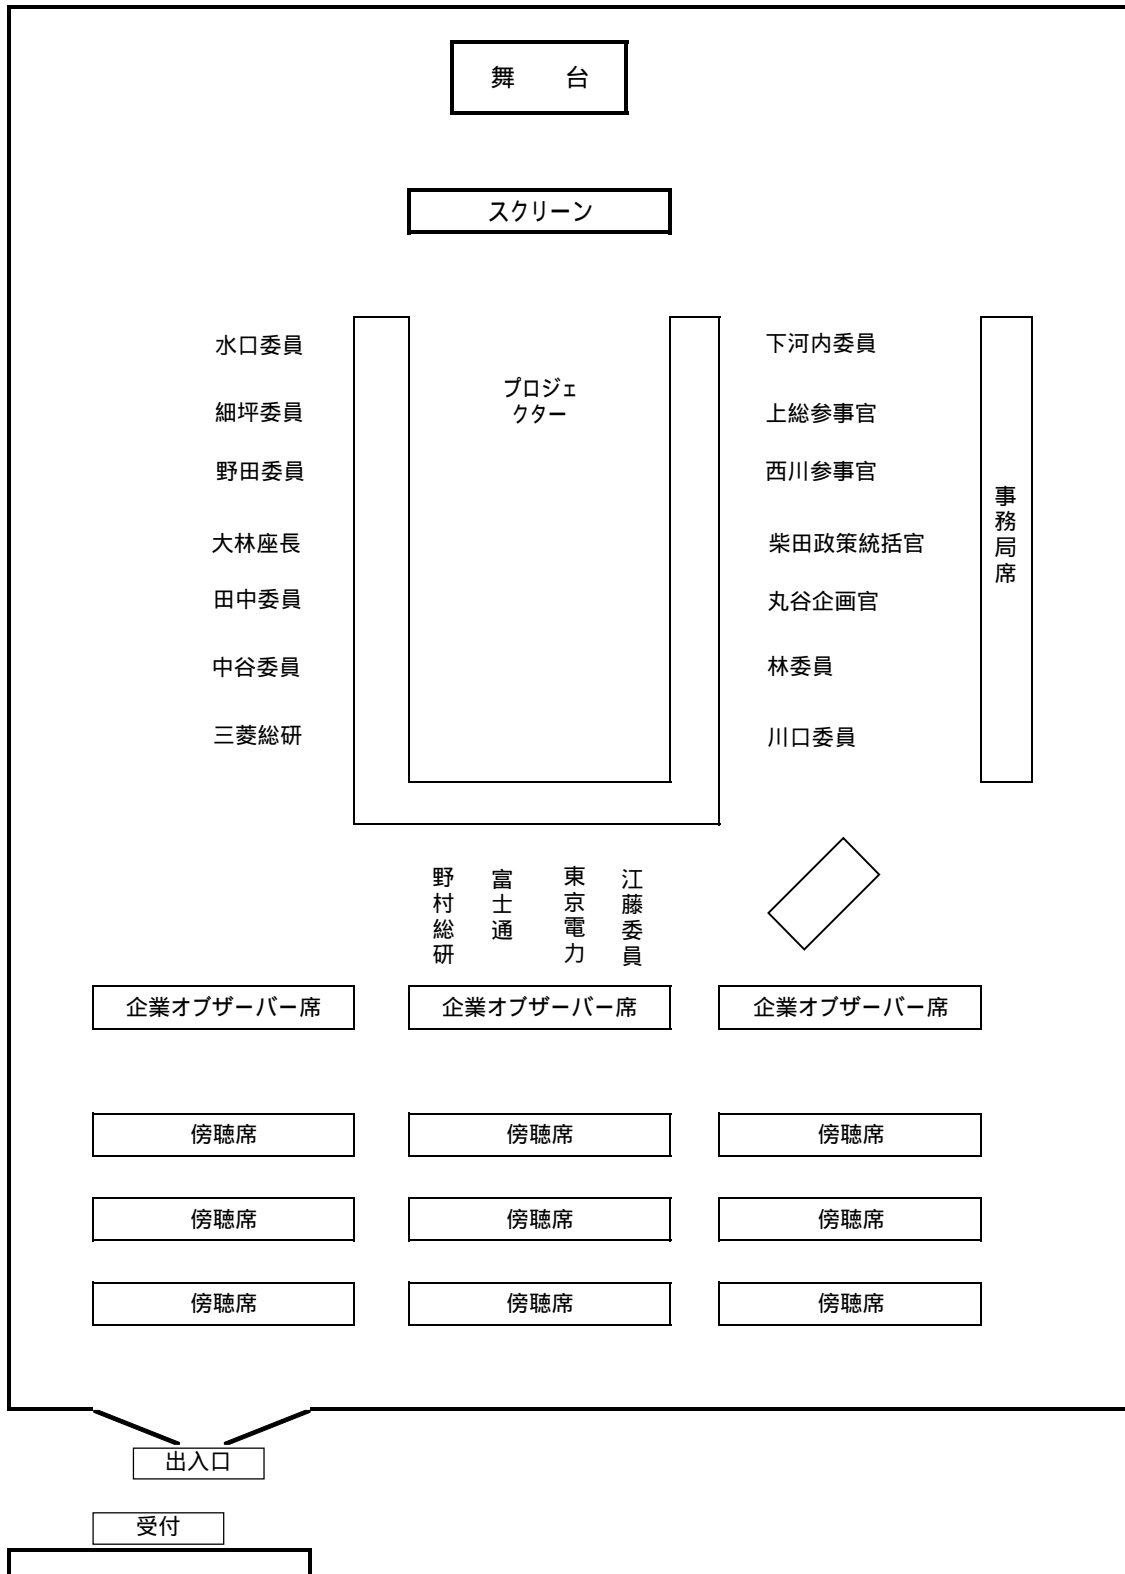 舞　台
スクリーン
水口委員
下河内委員
プロジェ
クター
細坪委員
上総参事官
野田委員
西川参事官
事務局席
大林座長
柴田政策統括官
田中委員
丸谷企画官
中谷委員
林委員
三菱総研
川口委員
野村総研
富士通
東京電力
江藤委員
企業オブザーバー席
企業オブザーバー席
企業オブザーバー席
傍聴席
傍聴席
傍聴席
傍聴席
傍聴席
傍聴席
傍聴席
傍聴席
傍聴席
出入口
受付